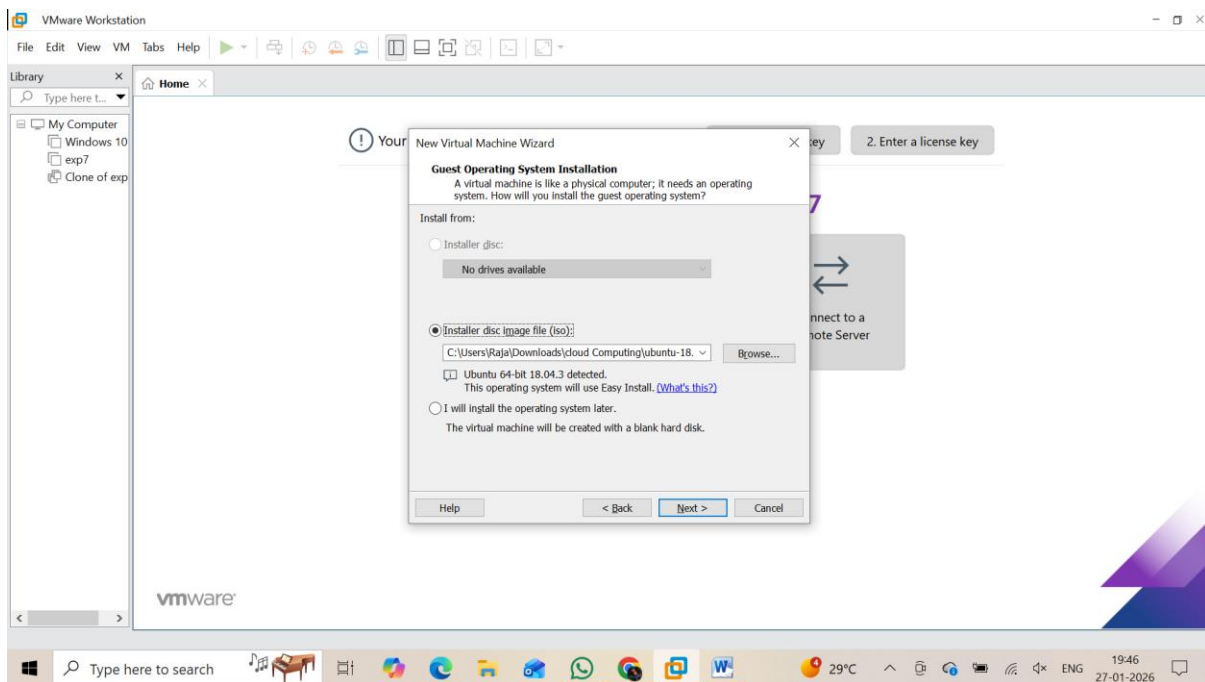 VMware Workstation
File Edit View VM Tabs Help
Library
Type here t...
Home
My Computer
Windows 10
exp7
Clone of exp
Your
key
2. Enter a license key
7
nnect to a
note Server
New Virtual Machine Wizard
Guest Operating System Installation
A virtual machine is like a physical computer; it needs an operating
system. How will you install the guest operating system?
Install from:
Installer disc:
No drives available
Installer disc image file (iso):
C:\Users\Raja\Downloads\cloud Computing\ubuntu-18.
Browse...
Ubuntu 64-bit 18.04.3 detected.
This operating system will use Easy Install. (What's this?)
I will install the operating system later.
The virtual machine will be created with a blank hard disk.
Help
< Back
Next >
Cancel
vmware
Type here to search
29°C
ENG
19:46
27-01-2026